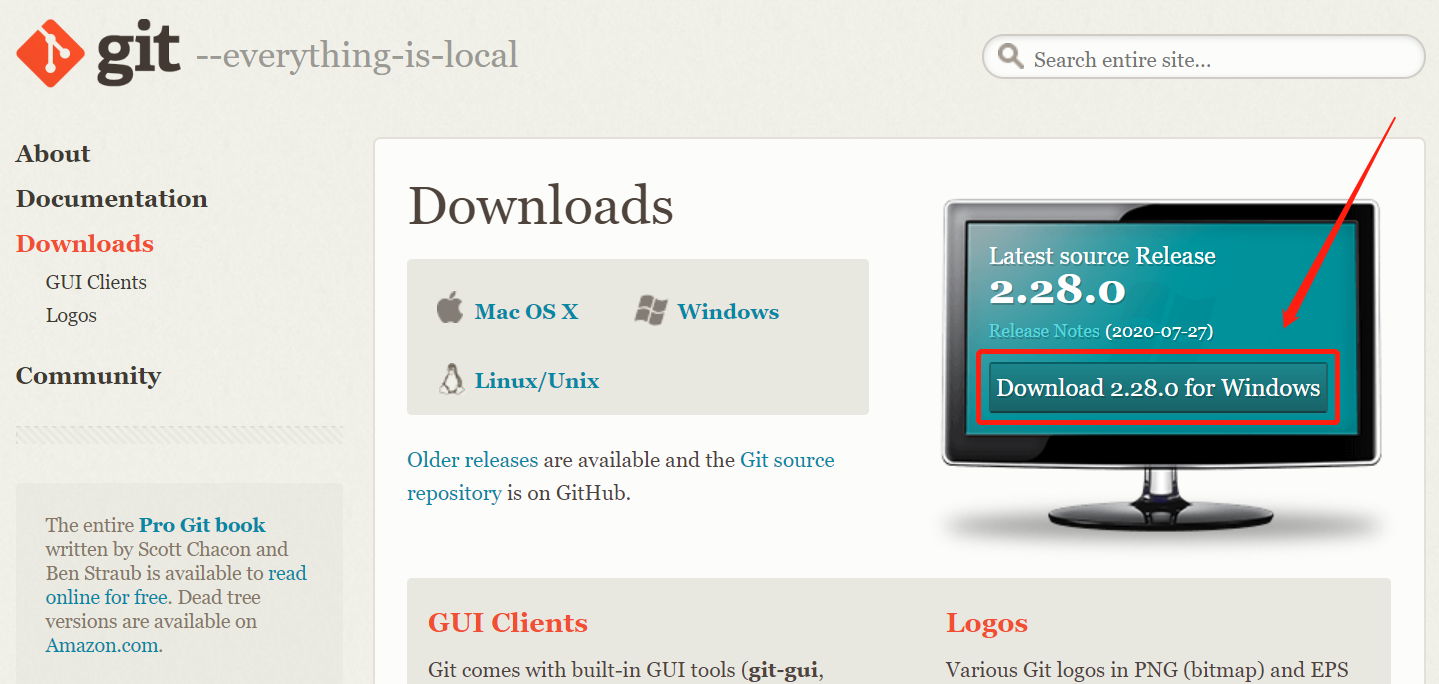 git --everything-is-local
Search entire site...
About
Documentation
Downloads
GUI Clients
Logos
Community
The entire Pro Git book
written by Scott Chacon and
Ben Straub is available to read
online for free. Dead tree
versions are available on
Amazon.com.
Downloads
Mac OS X
Windows
Linux/Unix
Older releases are available and the Git source
repository is on GitHub.
Latest source Release
2.28.0
Release Notes (2020-07-27)
Download 2.28.0 for Windows
GUI Clients
Git comes with built-in GUI tools (git-gui,
Logos
Various Git logos in PNG (bitmap) and EPS